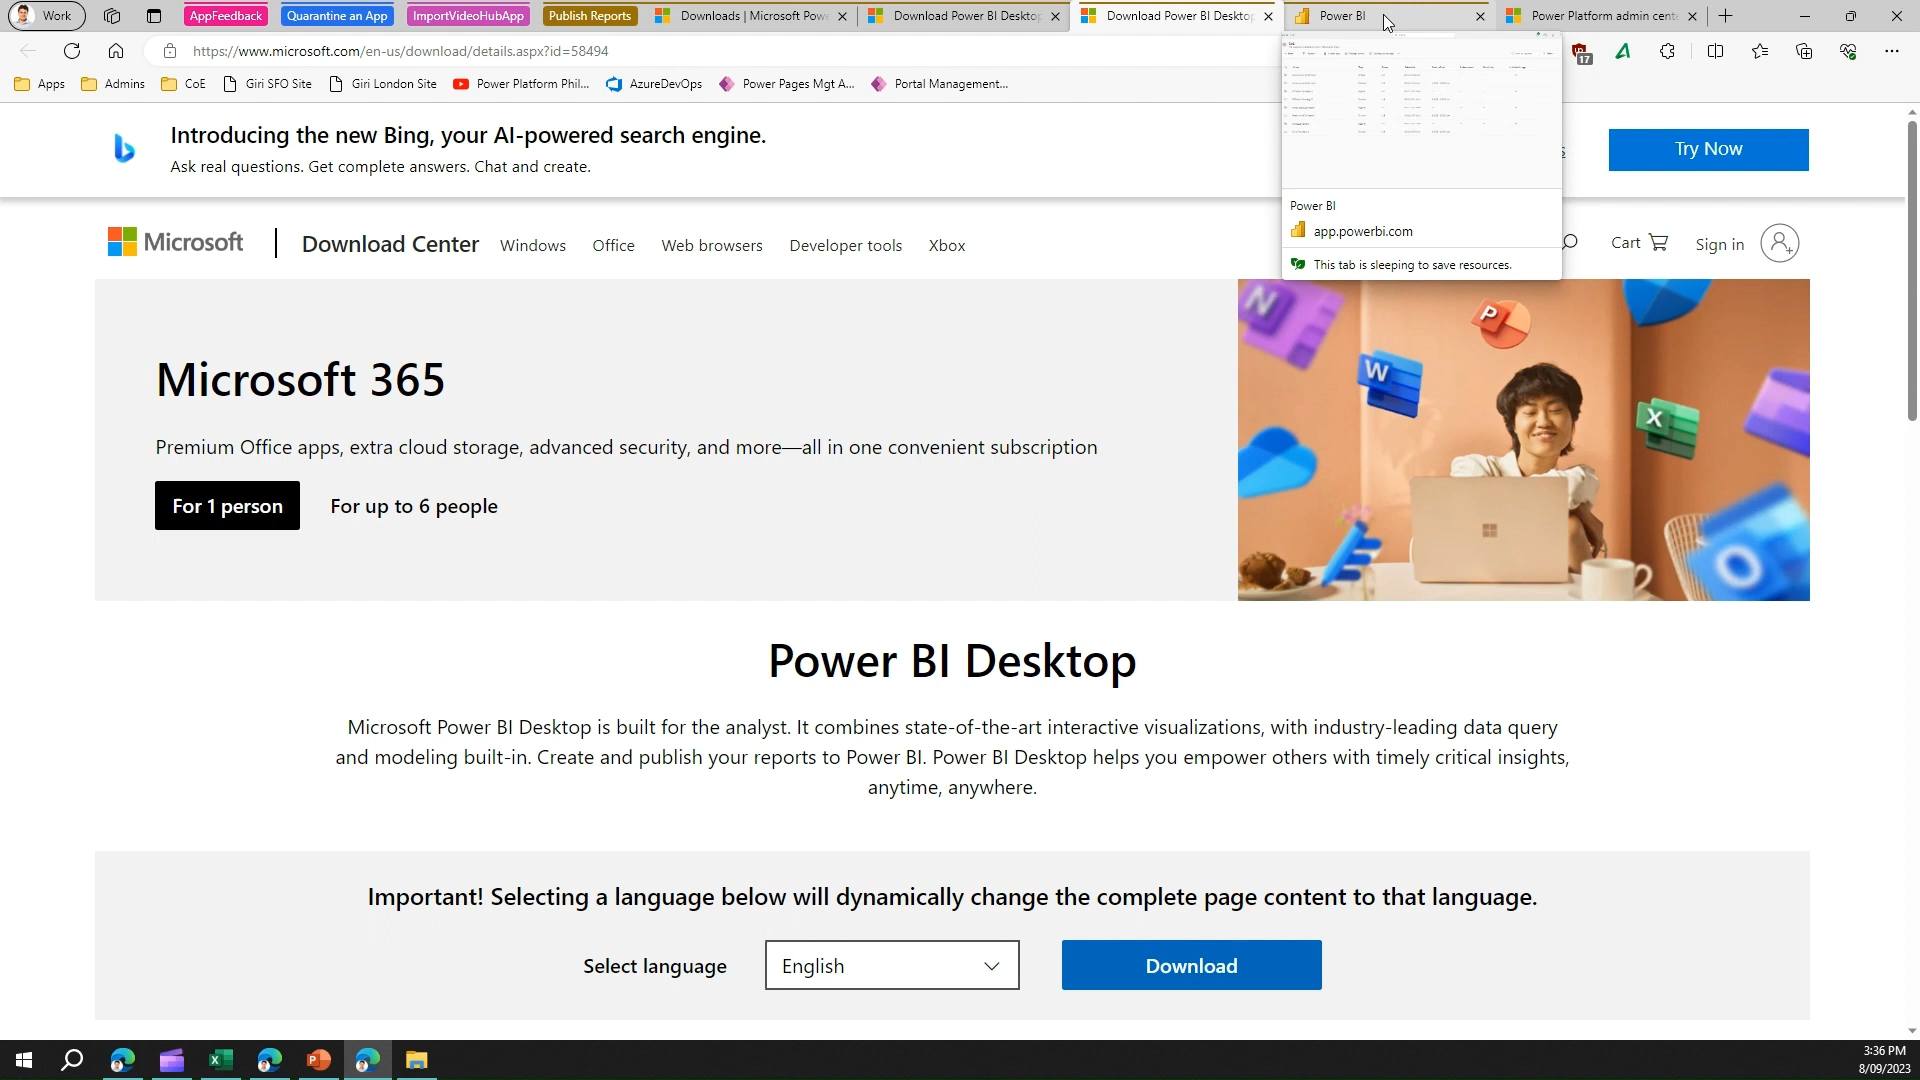 Work
AppFeedback
Quarantine an App
ImportVideoHubApp
Publish Reports
Downloads | Microsoft Powe
Download Power BI Desktop
Download Power BI Desktop
Power BI
Power Platform admin cente
https://www.microsoft.com/en-us/download/details.aspx?id=58494
17
Apps
Admins
CoE
Giri SFO Site
Giri London Site
Power Platform Phil...
AzureDevOps
Power Pages Mgt A...
Portal Management...
Introducing the new Bing, your AI-powered search engine.
Ask real questions. Get complete answers. Chat and create.
Try Now
Power BI
app.powerbi.com
This tab is sleeping to save resources.
Microsoft
Download Center
Windows
Office
Web browsers
Developer tools
Xbox
Cart
Sign in
Microsoft 365
Premium Office apps, extra cloud storage, advanced security, and more—all in one convenient subscription
For 1 person
For up to 6 people
N
P
W
X
O
Power BI Desktop
Microsoft Power BI Desktop is built for the analyst. It combines state-of-the-art interactive visualizations, with industry-leading data query
and modeling built-in. Create and publish your reports to Power BI. Power BI Desktop helps you empower others with timely critical insights,
anytime, anywhere.
Important! Selecting a language below will dynamically change the complete page content to that language.
Select language
English
Download
3:36 PM
8/09/2023